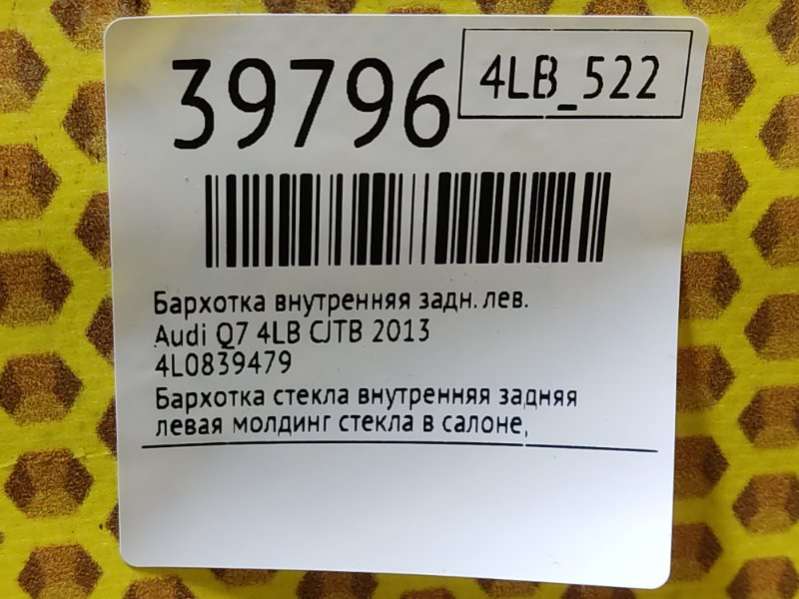 39796
4LB_522
Бархотка внутренняя задн. лев.
Audi Q7 4LB CJTB 2013
4L0839479
Бархотка стекла внутренняя задняя
левая молдинг стекла в салоне,